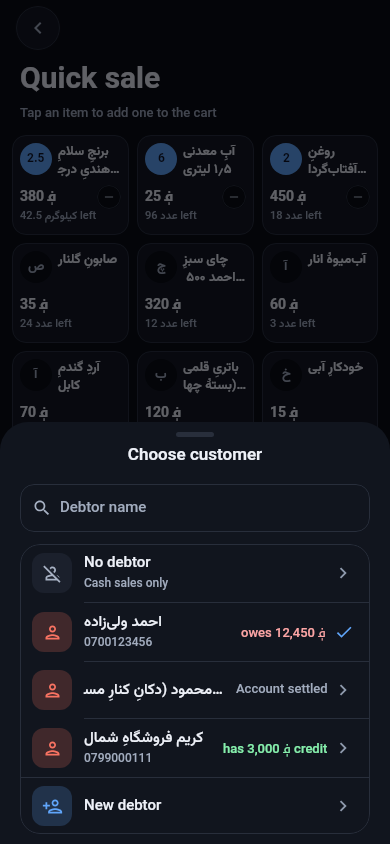 Quick sale
Tap an item to add one to the cart
2.5
برنجِ سلام
هندیِ درجـ...
؋ 380
42.5 کیلوگرم left
6
آبِ معدنی
۱٫۵ لیتری
؋ 25
96 عدد left
2
روغنِ
آفتاب‌گردا...
؋ 450
18 عدد left
ص
صابونِ گلنار
؋ 35
24 عدد left
چ
چای سبزِ
احمد ۵۰۰...
؋ 320
12 عدد left
آ
آب‌میوهٔ انار
؋ 60
3 عدد left
آ
آردِ گندمِ
کابل
؋ 70
ب
باتریِ قلمی
(بستهٔ چها...
؋ 120
خ
خودکارِ آبی
؋ 15
Choose customer
Debtor name
No debtor
Cash sales only
احمد ولی‌زاده
0700123456
owes 12,450 ؋
محمود (دکانِ کنارِ مسـ...
Account settled
کریم فروشگاهِ شمال
0799000111
has 3,000 ؋ credit
New debtor